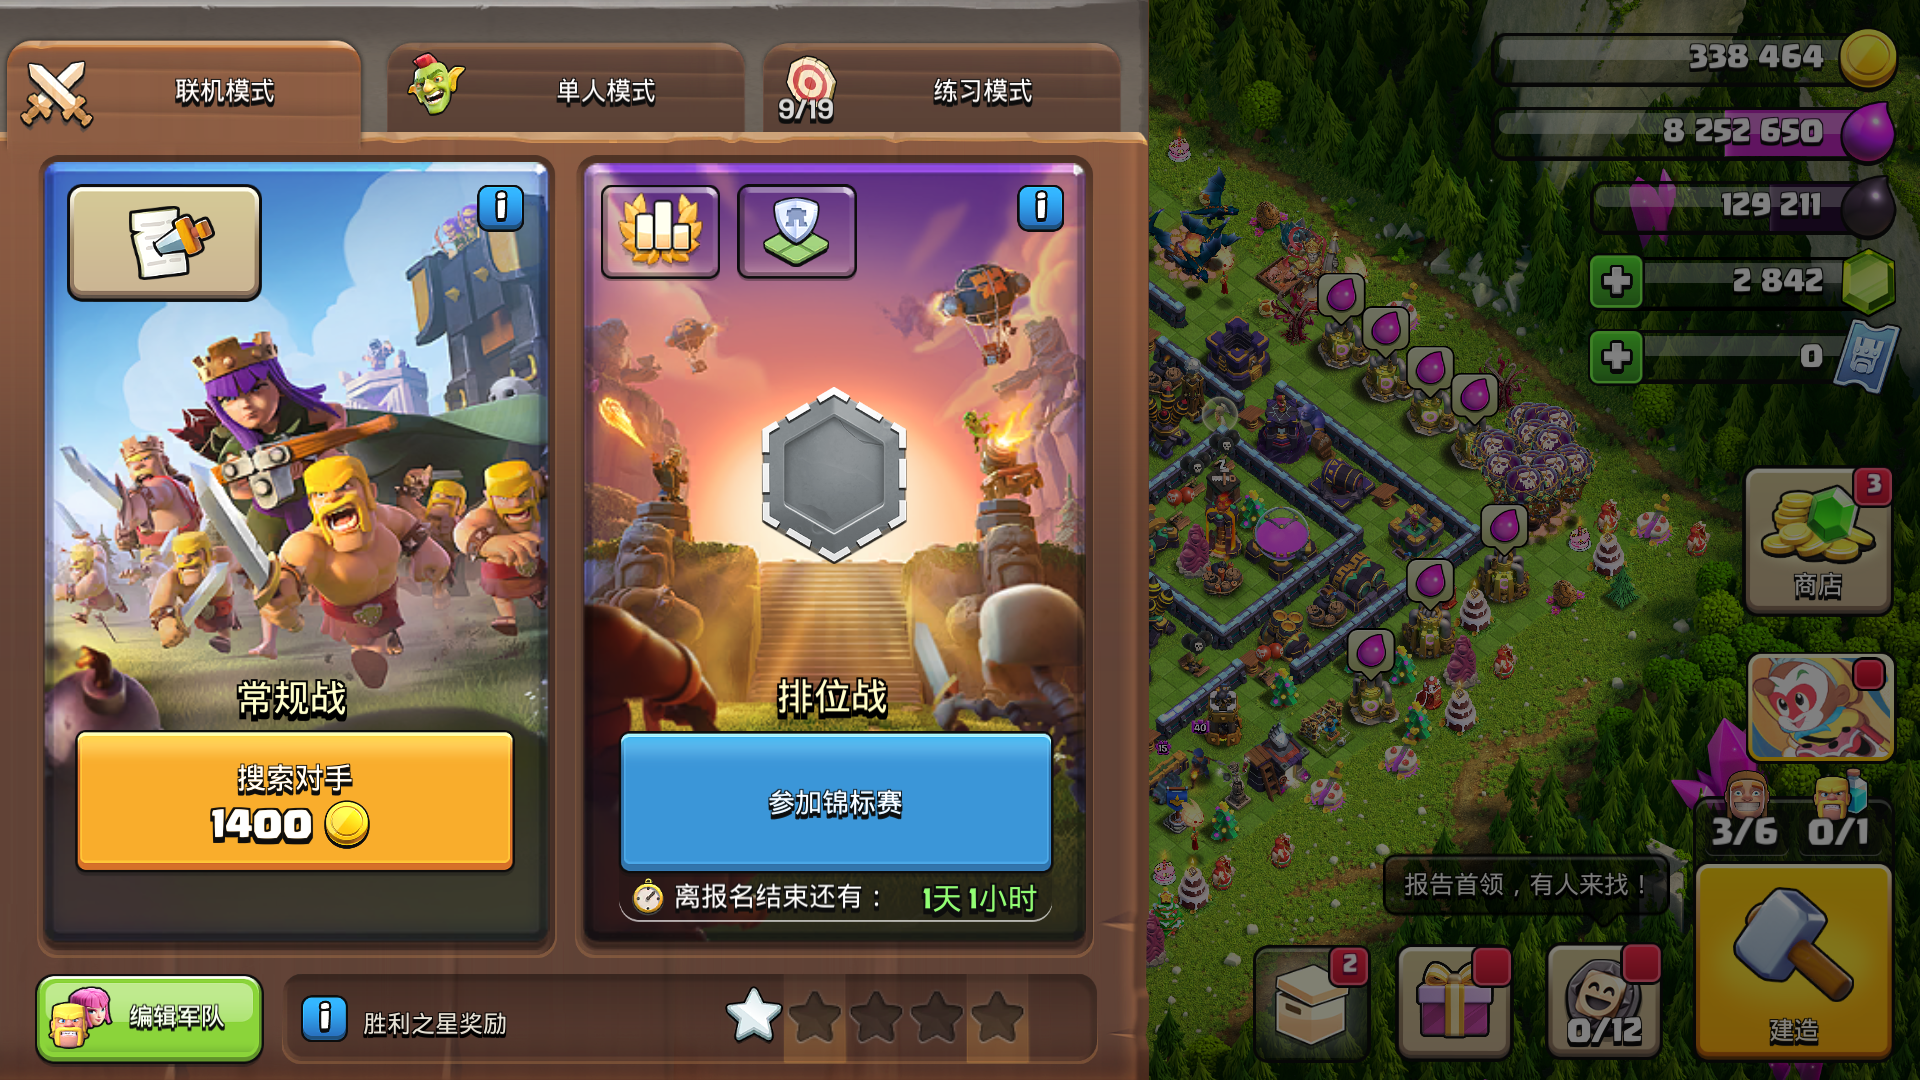 联机模式
单人模式
9/19
练习模式
338 464
8 252 650
129 211
2 842
0
常规战
搜索对手
1400
排位战
参加锦标赛
离报名结束还有：
1天 1小时
编辑军队
胜利之星奖励
3
商店
3/6
0/1
报告首领，有人来找！
2
0/12
建造
40
15